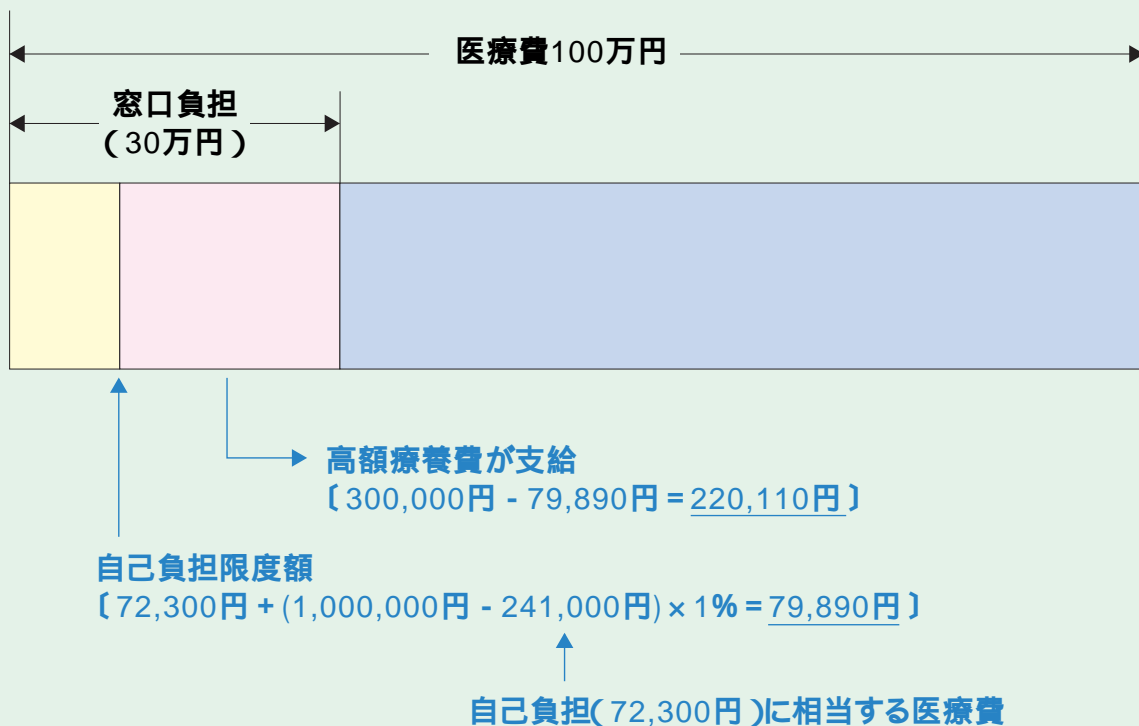 医療費100万円
窓口負担
(30万円)
高額療養費が支給
〔300,000円 - 79,890円 = 220,110円〕
自己負担限度額
〔72,300円 + (1,000,000円 - 241,000円) × 1% = 79,890円〕
自己負担(72,300円)に相当する医療費